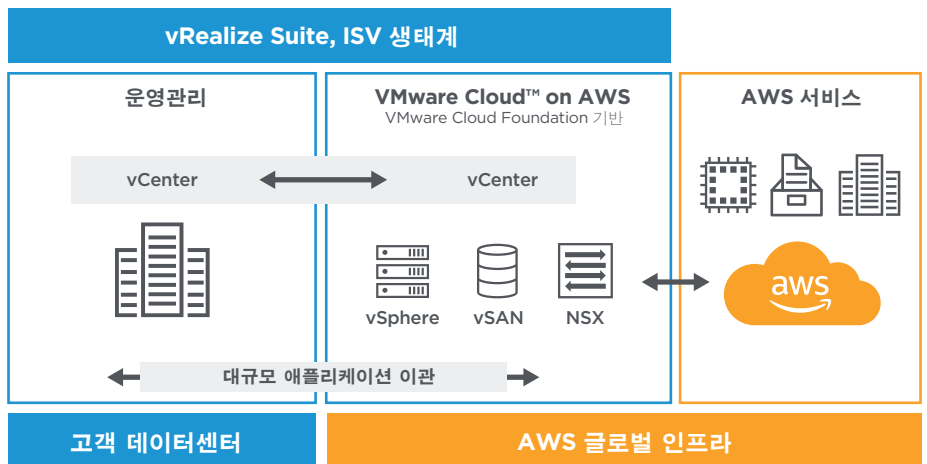 vRealize Suite, ISV 생태계
운영관리
VMware Cloud™ on AWS
VMware Cloud Foundation 기반
AWS 서비스
vCenter
vCenter
vSphere
vSAN
NSX
aws
대규모 애플리케이션 이관
고객 데이터센터
AWS 글로벌 인프라